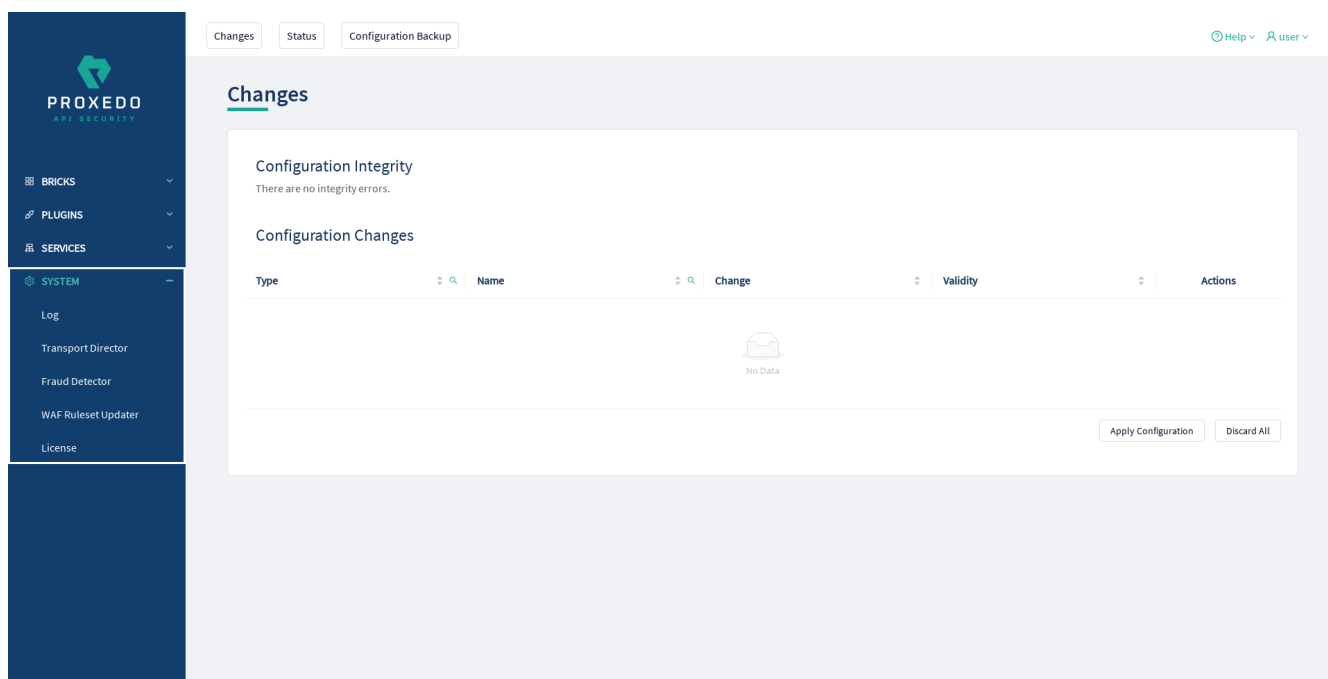 Changes
Status
Configuration Backup
Help
user
PROXEDO
API SECURITY
BRICKS
PLUGINS
SERVICES
SYSTEM
Log
Transport Director
Fraud Detector
WAF Ruleset Updater
License
Changes
Configuration Integrity
There are no integrity errors.
Configuration Changes
Type Name Change Validity Actions
No Data
Apply Configuration Discard All